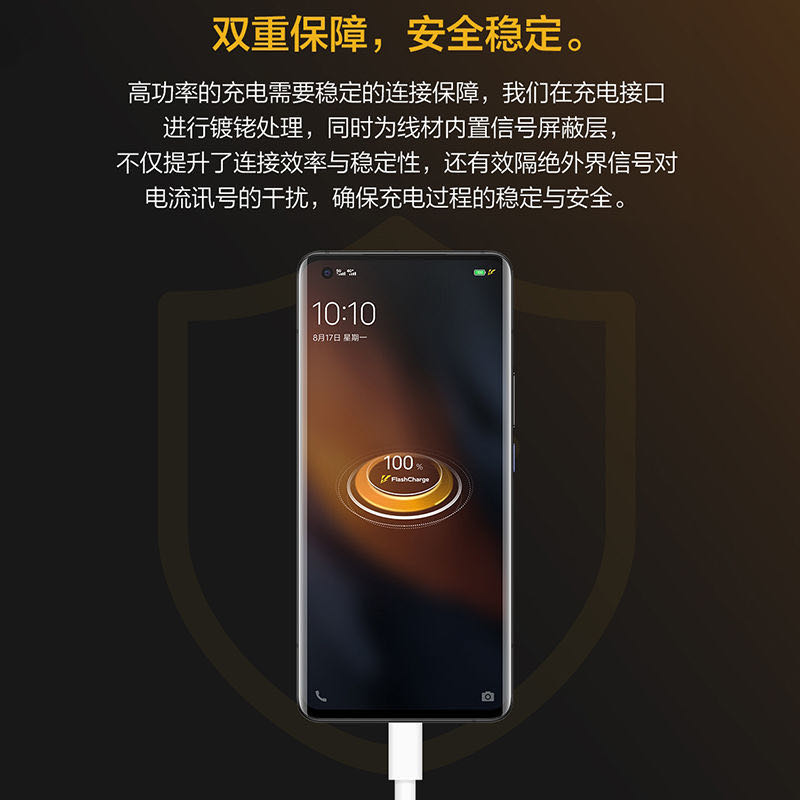 双重保障，安全稳定。
高功率的充电需要稳定的连接保障，我们在充电接口
进行镀铑处理，同时为线材内置信号屏蔽层，
不仅提升了连接效率与稳定性，还有效隔绝外界信号对
电流讯号的干扰，确保充电过程的稳定与安全。
5G 4G
10:10
8月17日 星期一
100 %
FlashCharge